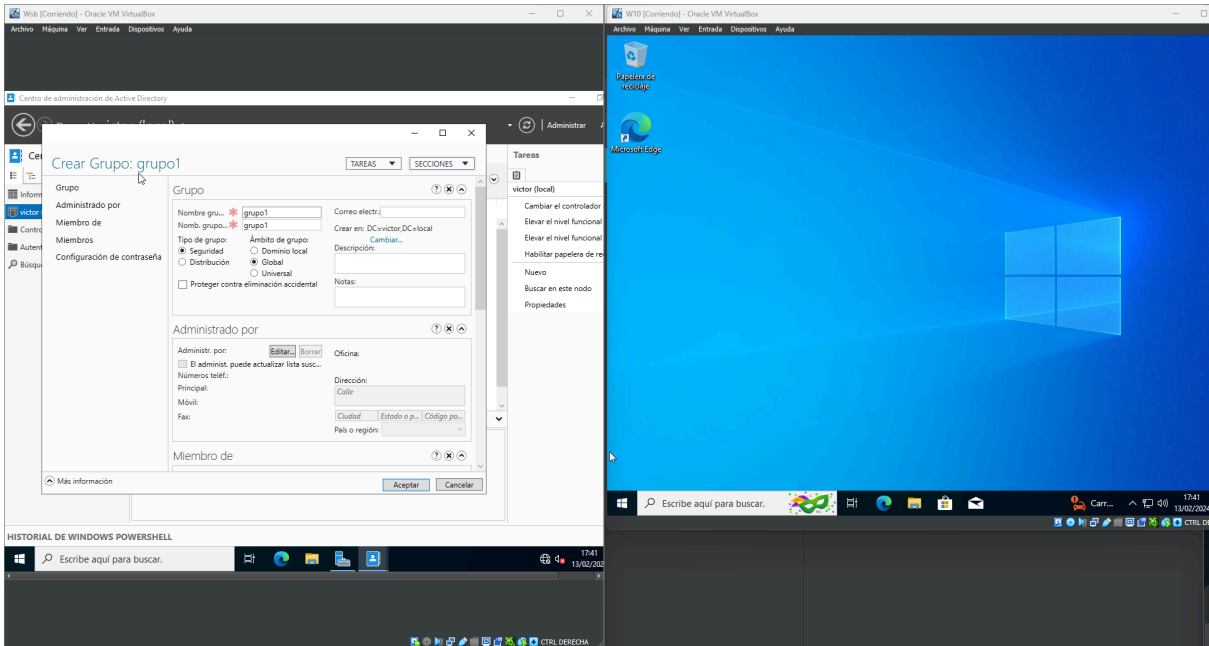 Wsb [Corriendo] - Oracle VM VirtualBox
Archivo Máquina Ver Entrada Dispositivos Ayuda
Centro de administración de Active Directory
Administrar
Crear Grupo: grupo1
TAREAS
SECCIONES
Grupo
Administrado por
Miembro de
Miembros
Configuración de contraseña
Grupo
Nombre gru... grupo1
Nomb. grupo... grupo1
Tipo de grupo: Ámbito de grupo:
Seguridad Dominio local
Distribución Global
Universal
Proteger contra eliminación accidental
Correo electr.:
Crear en: DC=victor,DC=local
Cambiar...
Descripción:
Notas:
Administrado por
Administr. por: Editar... Borrar
El administ. puede actualizar lista susc...
Números teléf.:
Principal:
Móvil:
Fax:
Oficina:
Dirección:
Calle
Ciudad Estado o p... Código po...
País o región:
Miembro de
Más información
Aceptar Cancelar
Cer
Inform
victor
Contro
Autent
Búsqu
Tareas
victor (local)
Cambiar el controlador
Elevar el nivel funcional
Elevar el nivel funcional
Habilitar papelera de re
Nuevo
Buscar en este nodo
Propiedades
HISTORIAL DE WINDOWS POWERSHELL
Escribe aquí para buscar.
17:41
13/02/202
CTRL DERECHA
W10 [Corriendo] - Oracle VM VirtualBox
Archivo Máquina Ver Entrada Dispositivos Ayuda
Papelera de
reciclaje
Microsoft Edge
Escribe aquí para buscar.
Carr...
17:41
13/02/2024
CTRL DE